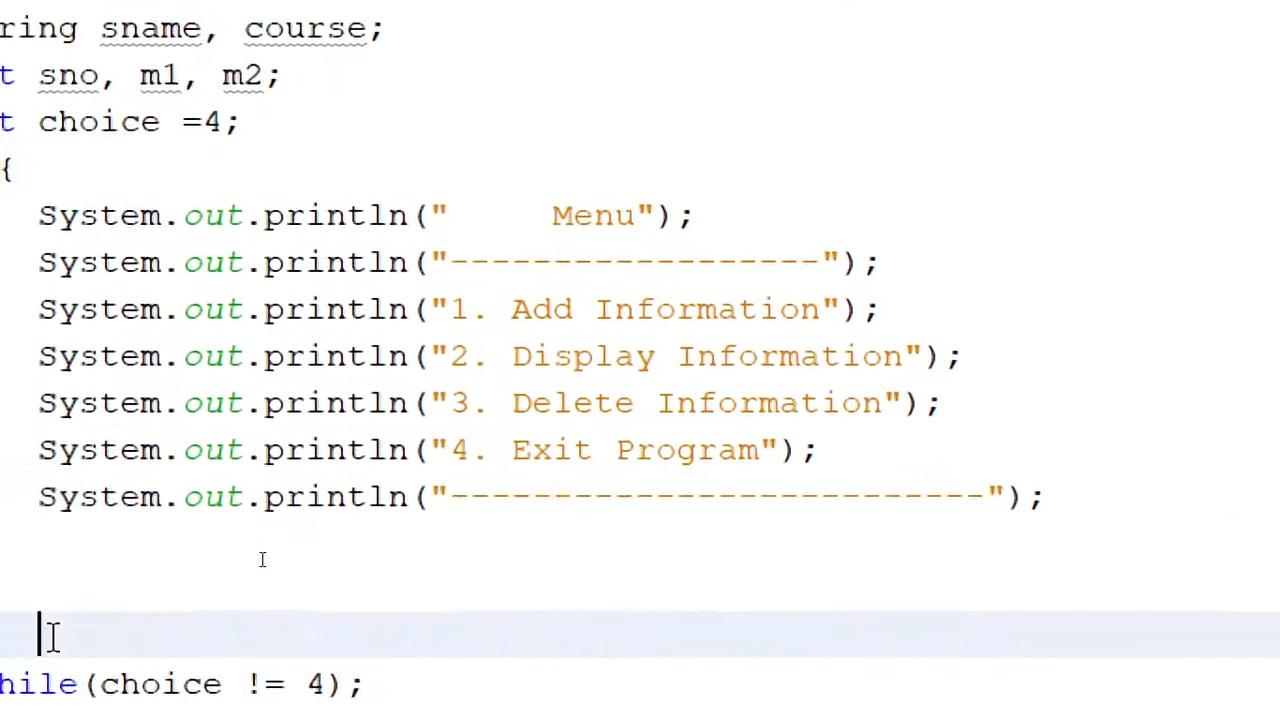 ring sname, course;
t sno, m1, m2;
t choice =4;
{
System.out.println("     Menu");
System.out.println("------------------");
System.out.println("1. Add Information");
System.out.println("2. Display Information");
System.out.println("3. Delete Information");
System.out.println("4. Exit Program");
System.out.println("--------------------------");
hile(choice != 4);